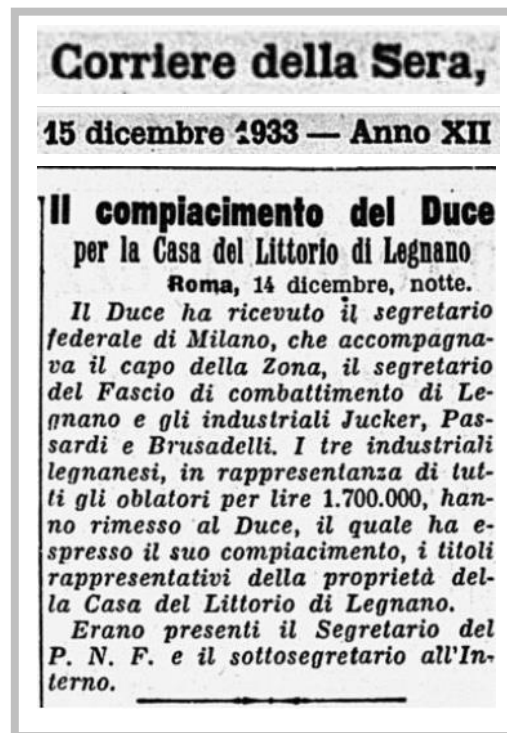 Corriere della Sera,
15 dicembre 1933 — Anno XII
Il compiacimento del Duce
per la Casa del Littorio di Legnano
Roma, 14 dicembre, notte.
Il Duce ha ricevuto il segretario
federale di Milano, che accompagna-
va il capo della Zona, il segretario
del Fascio di combattimento di Le-
gnano e gli industriali Jucker, Pas-
sardi e Brusadelli. I tre industriali
legnanesi, in rappresentanza di tut-
ti gli oblatori per lire 1.700.000, han-
no rimesso al Duce, il quale ha e-
spresso il suo compiacimento, i titoli
rappresentativi della proprietà del-
la Casa del Littorio di Legnano.
Erano presenti il Segretario del
P. N. F. e il sottosegretario all'In-
terno.